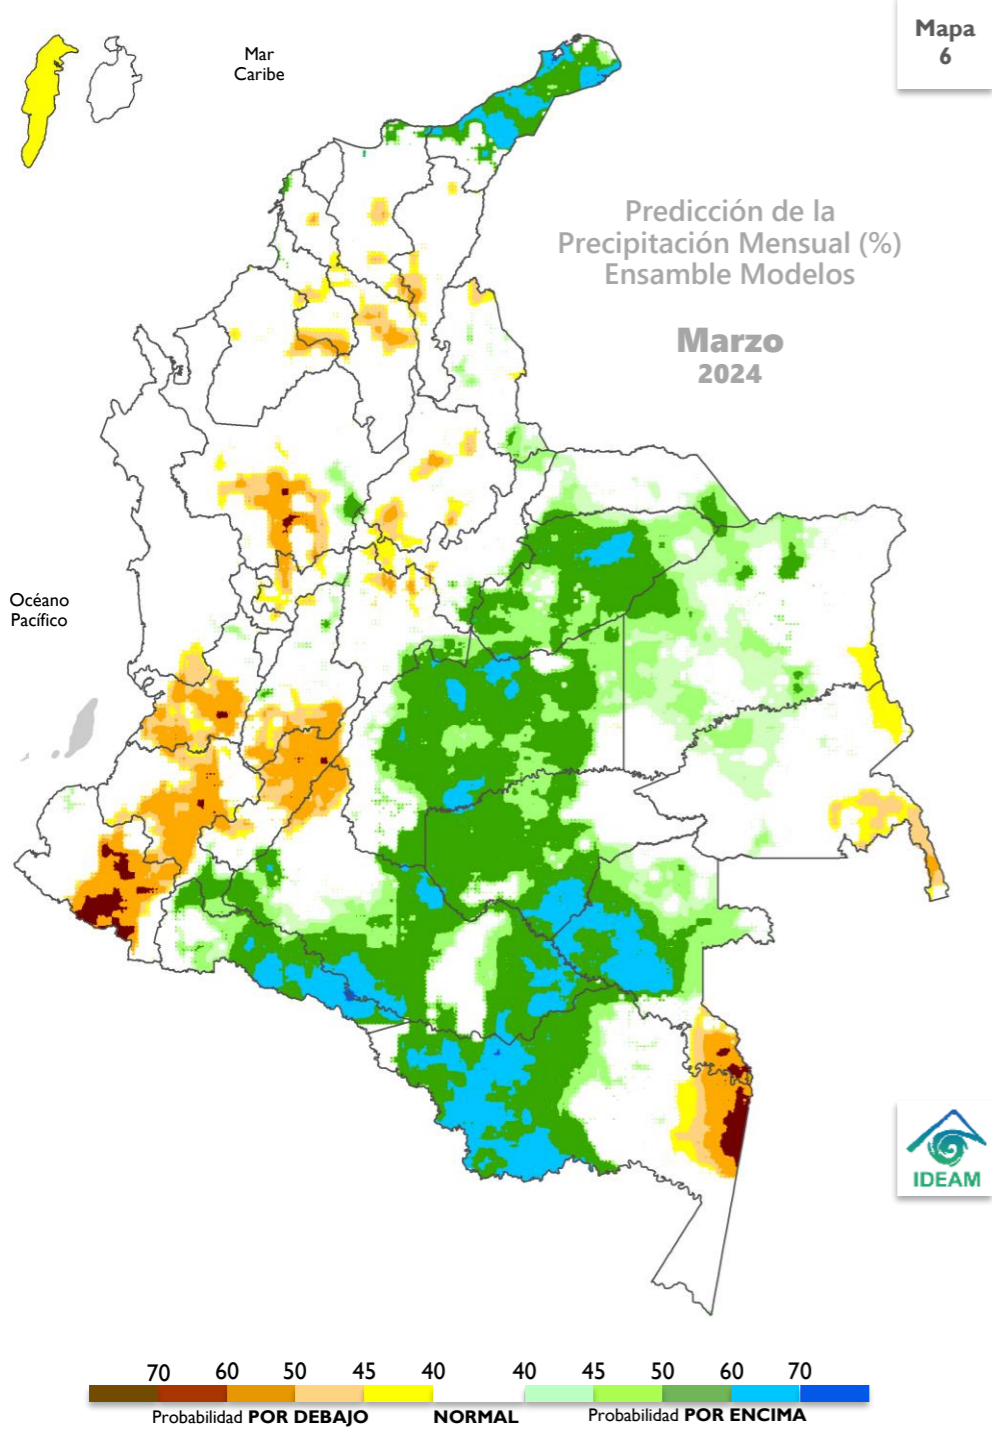 Mapa
6
Mar
Caribe
Predicción de la
Precipitación Mensual (%)
Ensamble Modelos
Marzo
2024
Océano
Pacífico
IDEAM
70 60 50 45 40 40 45 50 60 70
Probabilidad POR DEBAJO NORMAL Probabilidad POR ENCIMA